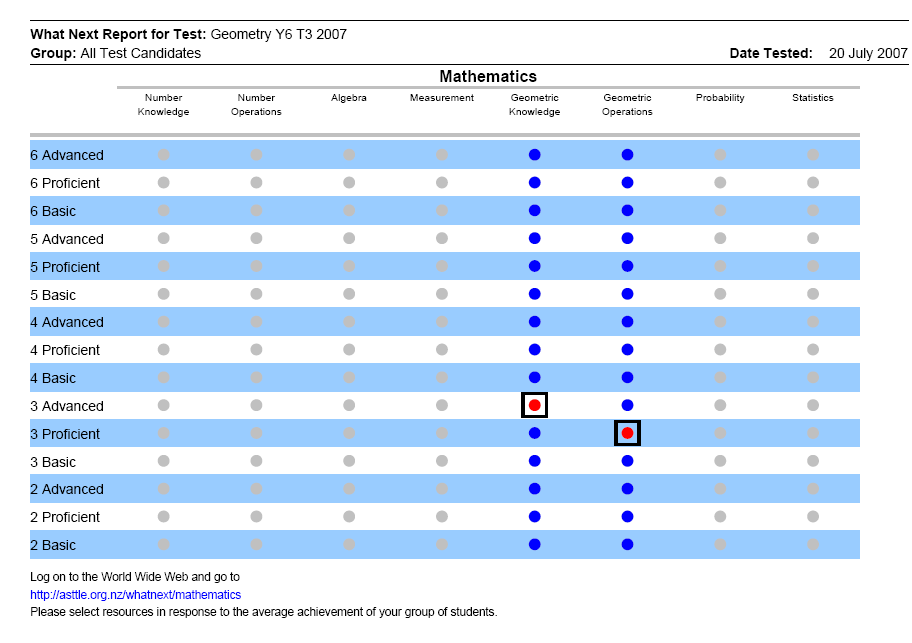 What Next Report for Test: Geometry Y6 T3 2007
Group: All Test Candidates Date Tested: 20 July 2007
Mathematics
Number Knowledge Number Operations Algebra Measurement Geometric Knowledge Geometric Operations Probability Statistics
6 Advanced
6 Proficient
6 Basic
5 Advanced
5 Proficient
5 Basic
4 Advanced
4 Proficient
4 Basic
3 Advanced
3 Proficient
3 Basic
2 Advanced
2 Proficient
2 Basic
Log on to the World Wide Web and go to
http://asttle.org.nz/whatnext/mathematics
Please select resources in response to the average achievement of your group of students.